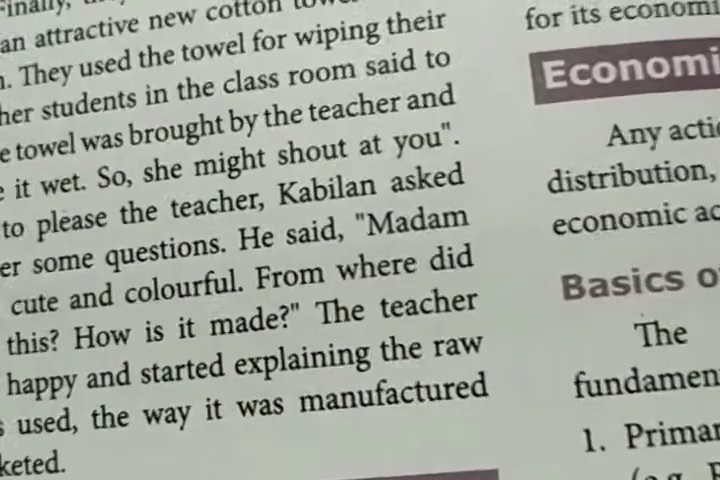 an attractive new cotton
They used the towel for wiping their
her students in the class room said to
towel was brought by the teacher and
it wet. So, she might shout at you".
to please the teacher, Kabilan asked
er some questions. He said, "Madam
cute and colourful. From where did
this? How is it made?" The teacher
happy and started explaining the raw
used, the way it was manufactured
keted.
for its economi
Economi
Any actio
distribution,
economic ac
Basics o
The
fundamen
1. Primar